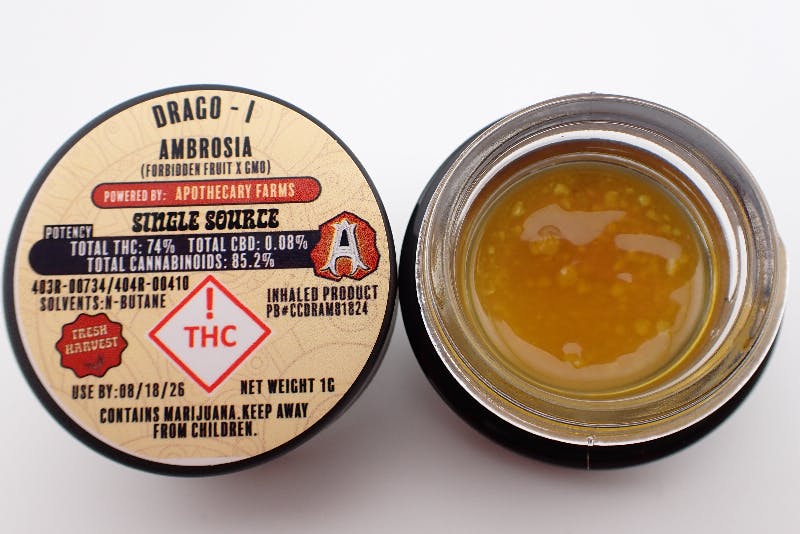 DRAGO - I
AMBROSIA
(FORBIDDEN FRUIT X GMO)
POWERED BY: APOTHECARY FARMS
SINGLE SOURCE
POTENCY
TOTAL THC: 74% TOTAL CBD: 0.08%
TOTAL CANNABINOIDS: 85.2%
A
403R-00734/404R-00410
SOLVENTS:N-BUTANE
INHALED PRODUCT
PB#CCDRAM81824
!
THC
FRESH
HARVEST
USE BY:08/18/26
NET WEIGHT 1G
CONTAINS MARIJUANA.KEEP AWAY
FROM CHILDREN.